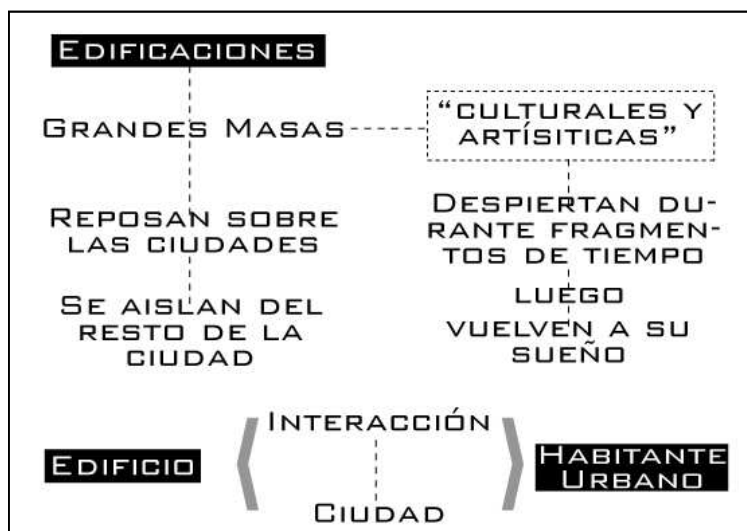 EDIFICACIONES
GRANDES MASAS
"CULTURALES Y
ARTÍSITICAS"
REPOSAN SOBRE
LAS CIUDADES
SE AISLAN DEL
RESTO DE LA
CIUDAD
DESPIERTAN DU-
RANTE FRAGMEN-
TOS DE TIEMPO
LUEGO
VUELVEN A SU
SUEÑO
EDIFICIO
INTERACCIÓN
CIUDAD
HABITANTE
URBANO